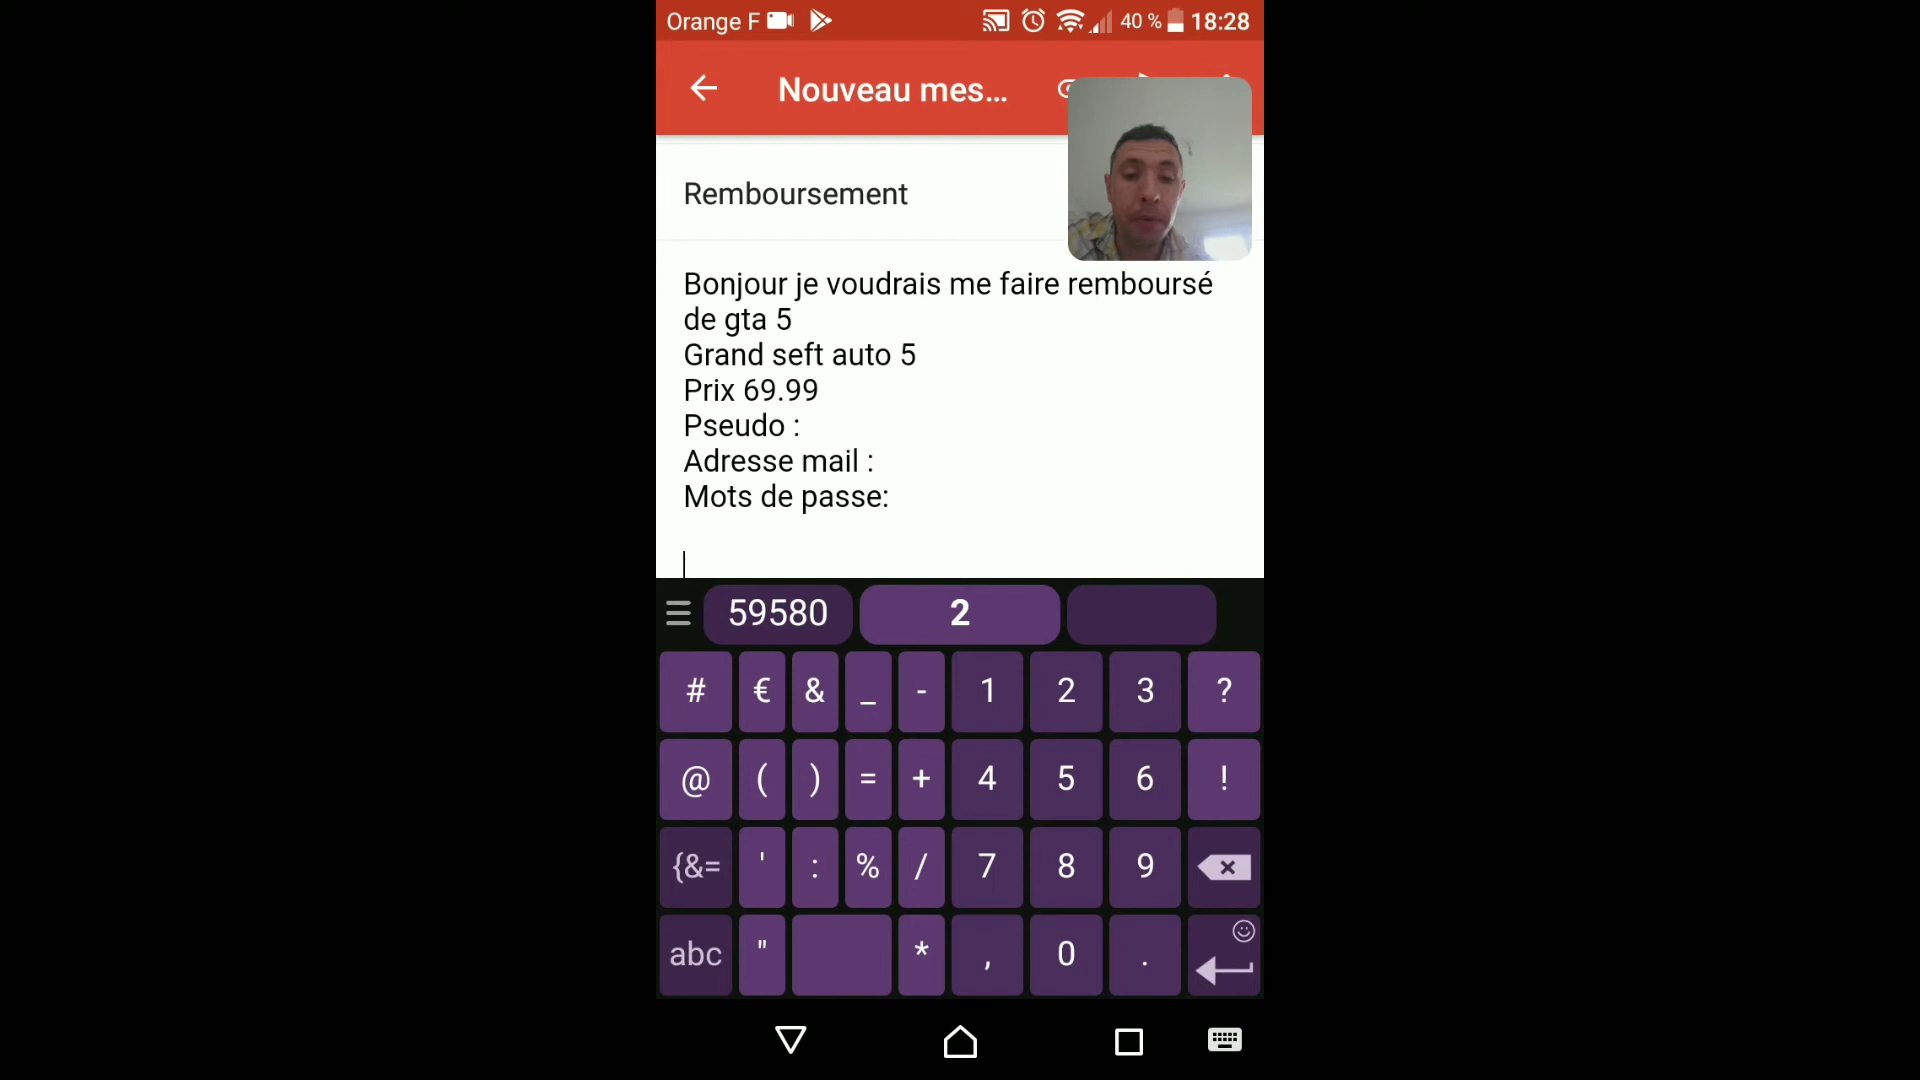 Orange F 40 % 18:28
Nouveau mes...
Remboursement
Bonjour je voudrais me faire remboursé
de gta 5
Grand seft auto 5
Prix 69.99
Pseudo :
Adresse mail :
Mots de passe:
59580 2
# € & _ - 1 2 3 ?
@ ( ) = + 4 5 6 !
{&= ' : % / 7 8 9
abc " * , 0 .